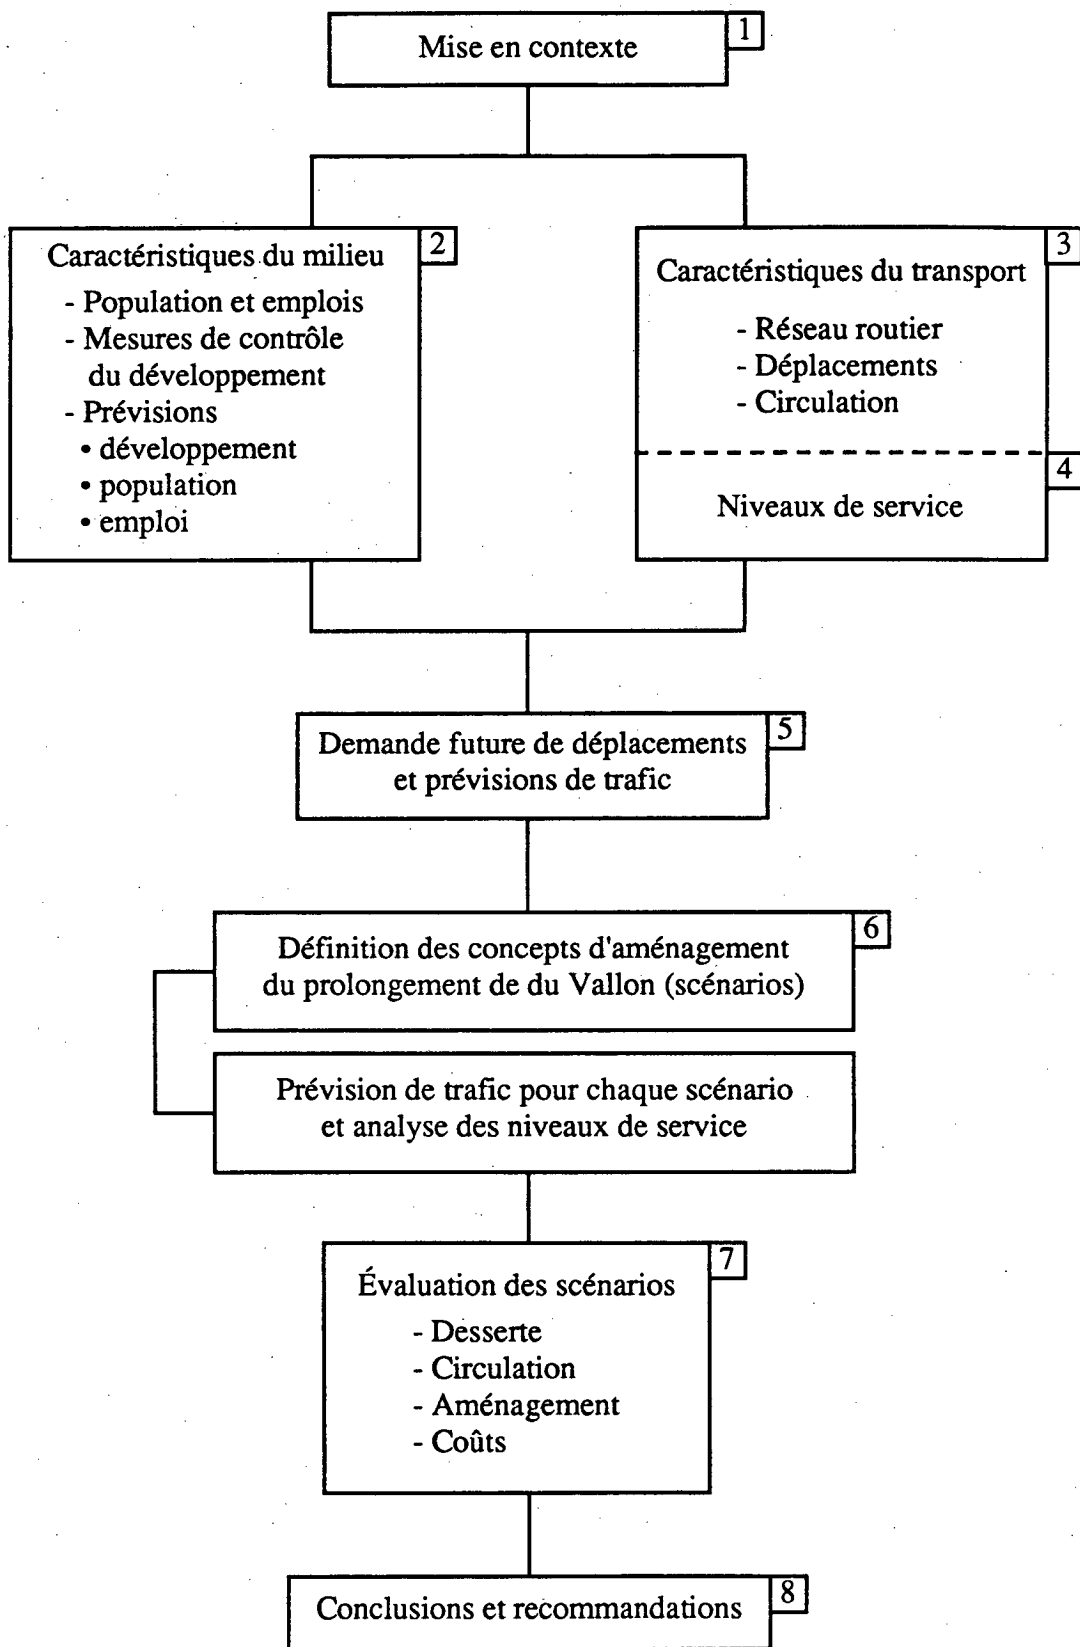 Mise en contexte
1
Caractéristiques du milieu
2
- Population et emplois
- Mesures de contrôle
du développement
- Prévisions
• développement
• population
• emploi
3
Caractéristiques du transport
- Réseau routier
- Déplacements
- Circulation
4
Niveaux de service
5
Demande future de déplacements
et prévisions de trafic
6
Définition des concepts d'aménagement
du prolongement de du Vallon (scénarios)
Prévision de trafic pour chaque scénario
et analyse des niveaux de service
7
Évaluation des scénarios
- Desserte
- Circulation
- Aménagement
- Coûts
8
Conclusions et recommandations